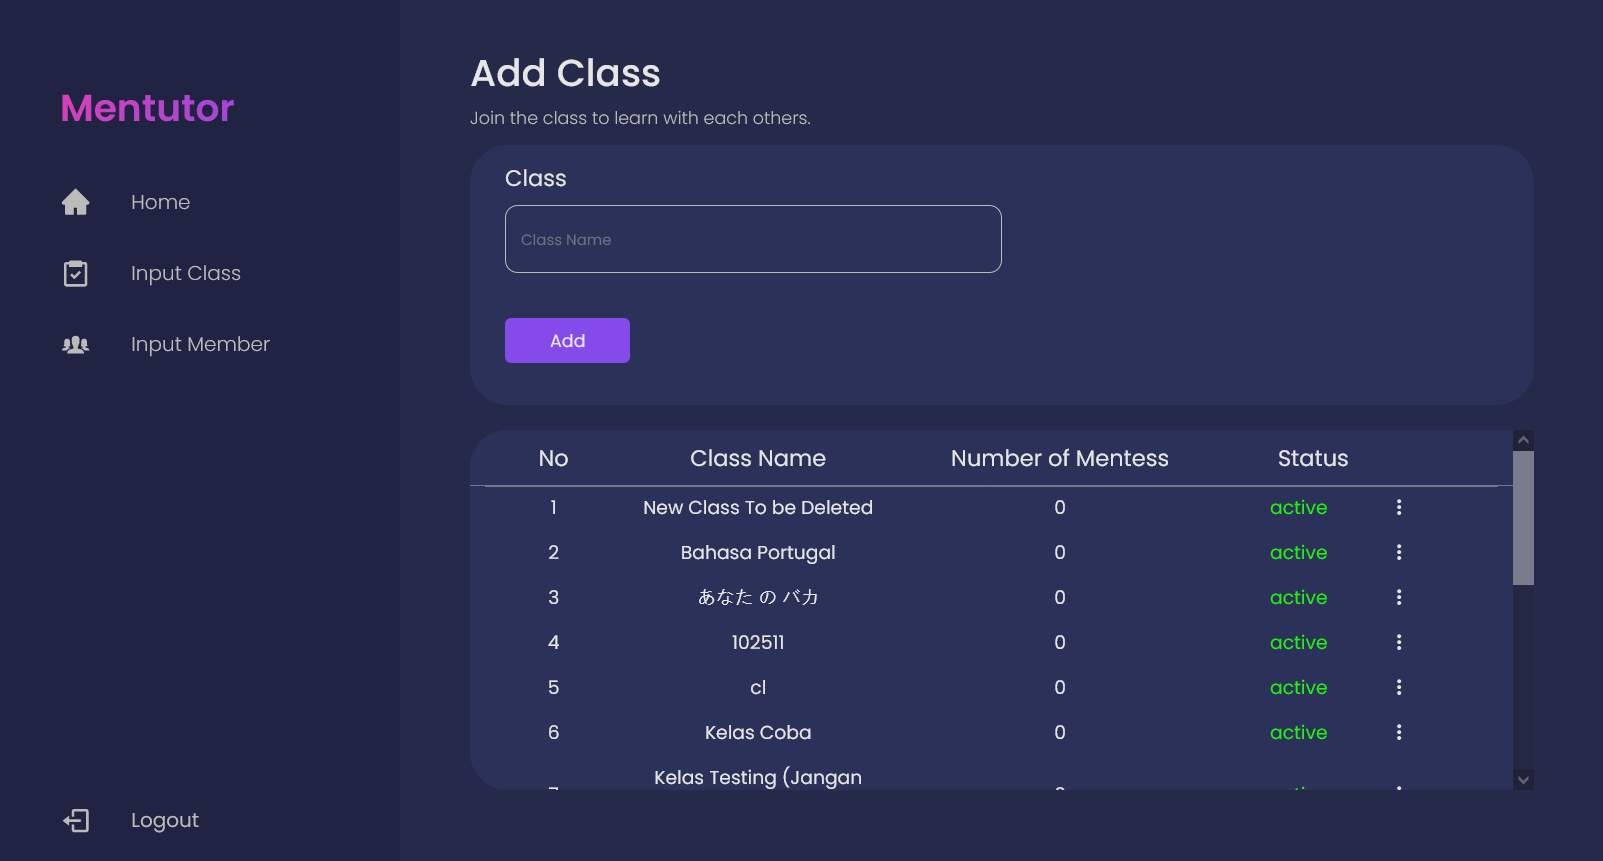 Mentutor
Home
Input Class
Input Member
Logout
Add Class
Join the class to learn with each others.
Class
Class Name
Add
No Class Name Number of Mentess Status
1 New Class To be Deleted 0 active
2 Bahasa Portugal 0 active
3 あなた の バカ 0 active
4 102511 0 active
5 cl 0 active
6 Kelas Coba 0 active
Kelas Testing (Jangan